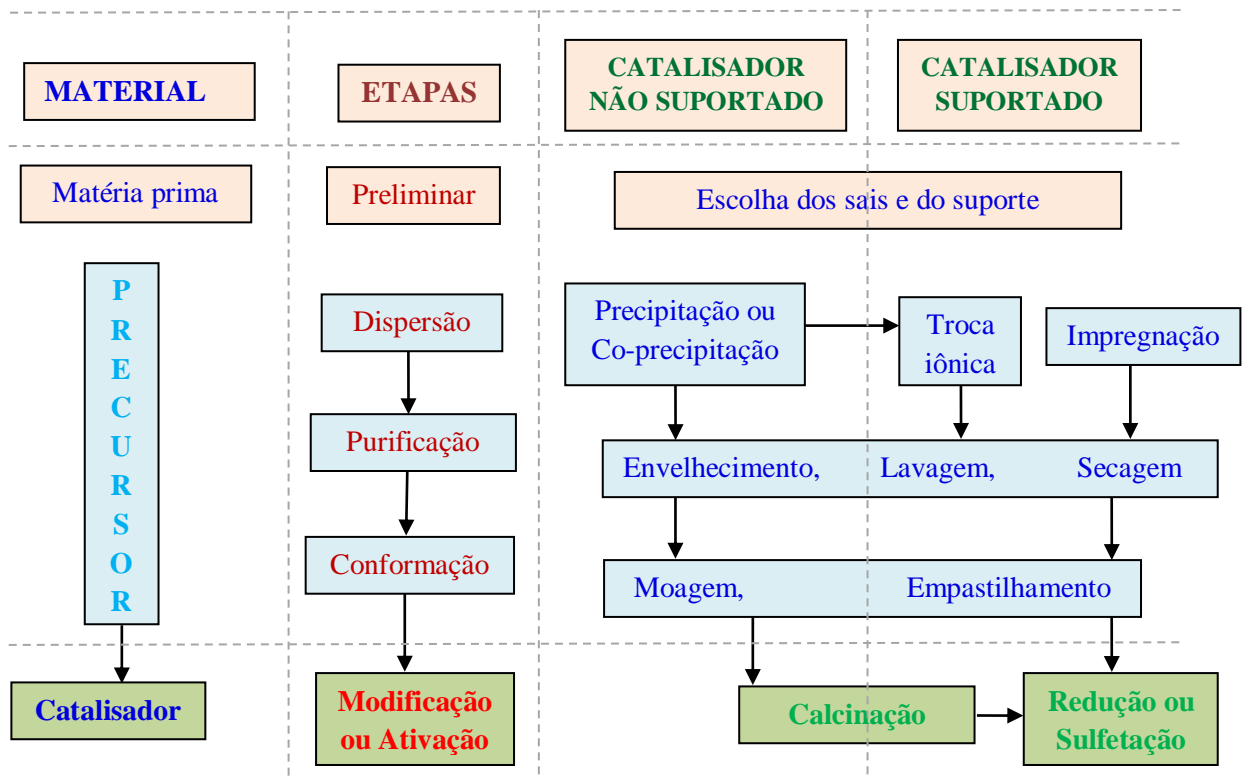 MATERIAL
ETAPAS
CATALISADOR
NÃO SUPORTADO
CATALISADOR
SUPORTADO
Matéria prima
Preliminar
Escolha dos sais e do suporte
P
R
E
C
U
R
S
O
R
Dispersão
Precipitação ou
Co-precipitação
Troca
iônica
Impregnação
Purificação
Envelhecimento, Lavagem, Secagem
Conformação
Moagem, Empastilhamento
Catalisador
Modificação
ou Ativação
Calcinação
Redução ou
Sulfetação